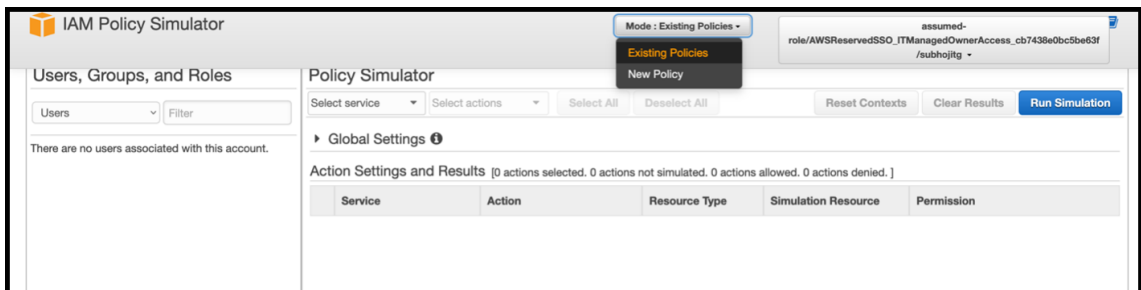 IAM Policy Simulator
Mode : Existing Policies
Existing Policies
New Policy
assumed-
role/AWSReservedSSO_ITManagedOwnerAccess_cb7438e0bc5be63f
/subhojitg
Users, Groups, and Roles
Users
Filter
There are no users associated with this account.
Policy Simulator
Select service
Select actions
Select All
Deselect All
Reset Contexts
Clear Results
Run Simulation
Global Settings
Action Settings and Results [0 actions selected. 0 actions not simulated. 0 actions allowed. 0 actions denied. ]
Service Action Resource Type Simulation Resource Permission